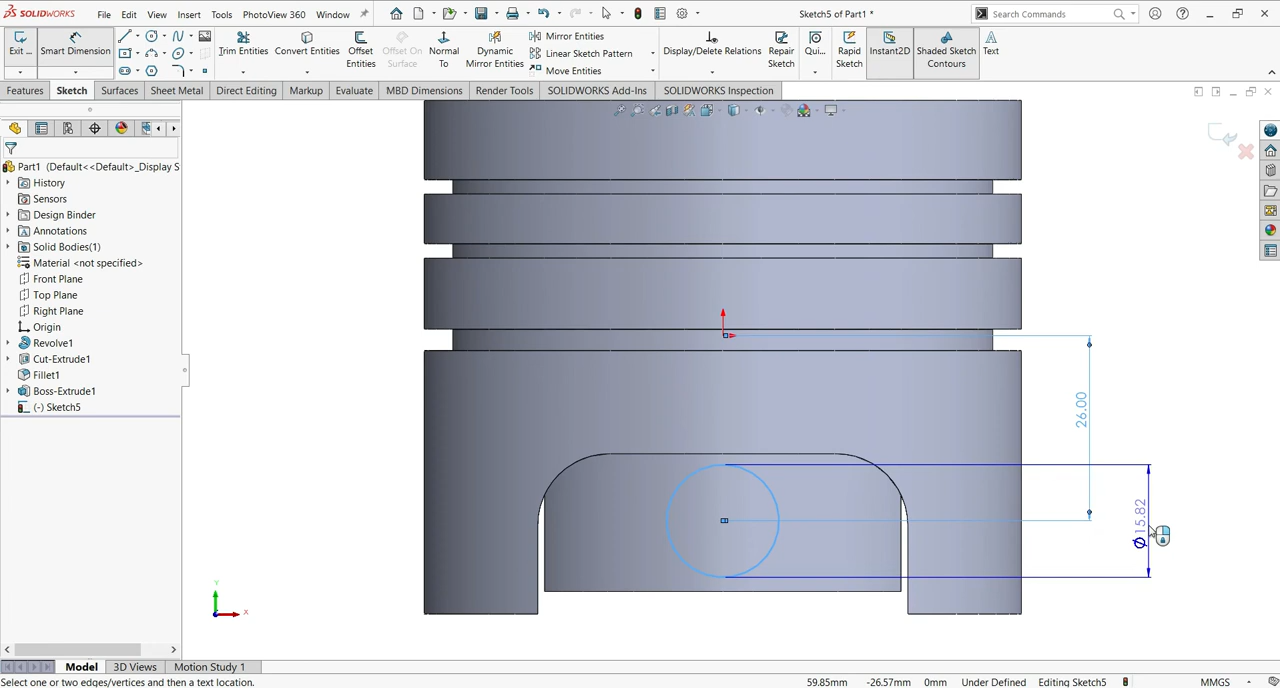 SOLIDWORKS File Edit View Insert Tools PhotoView 360 Window Sketch5 of Part1 * Search Commands
Exit ... Smart Dimension Trim Entities Convert Entities Offset Entities Offset On Surface Normal To Dynamic Mirror Entities Mirror Entities Linear Sketch Pattern Move Entities Display/Delete Relations Repair Sketch Qui... Rapid Sketch Instant2D Shaded Sketch Contours Text
Features Sketch Surfaces Sheet Metal Direct Editing Markup Evaluate MBD Dimensions Render Tools SOLIDWORKS Add-Ins SOLIDWORKS Inspection
Part1 (Default<<Default>_Display S
History
Sensors
Design Binder
Annotations
Solid Bodies(1)
Material <not specified>
Front Plane
Top Plane
Right Plane
Origin
Revolve1
Cut-Extrude1
Fillet1
Boss-Extrude1
(-) Sketch5
26.00
Ø15.82
Y
X
Model 3D Views Motion Study 1
Select one or two edges/vertices and then a text location. 59.85mm -26.57mm 0mm Under Defined Editing Sketch5 MMGS